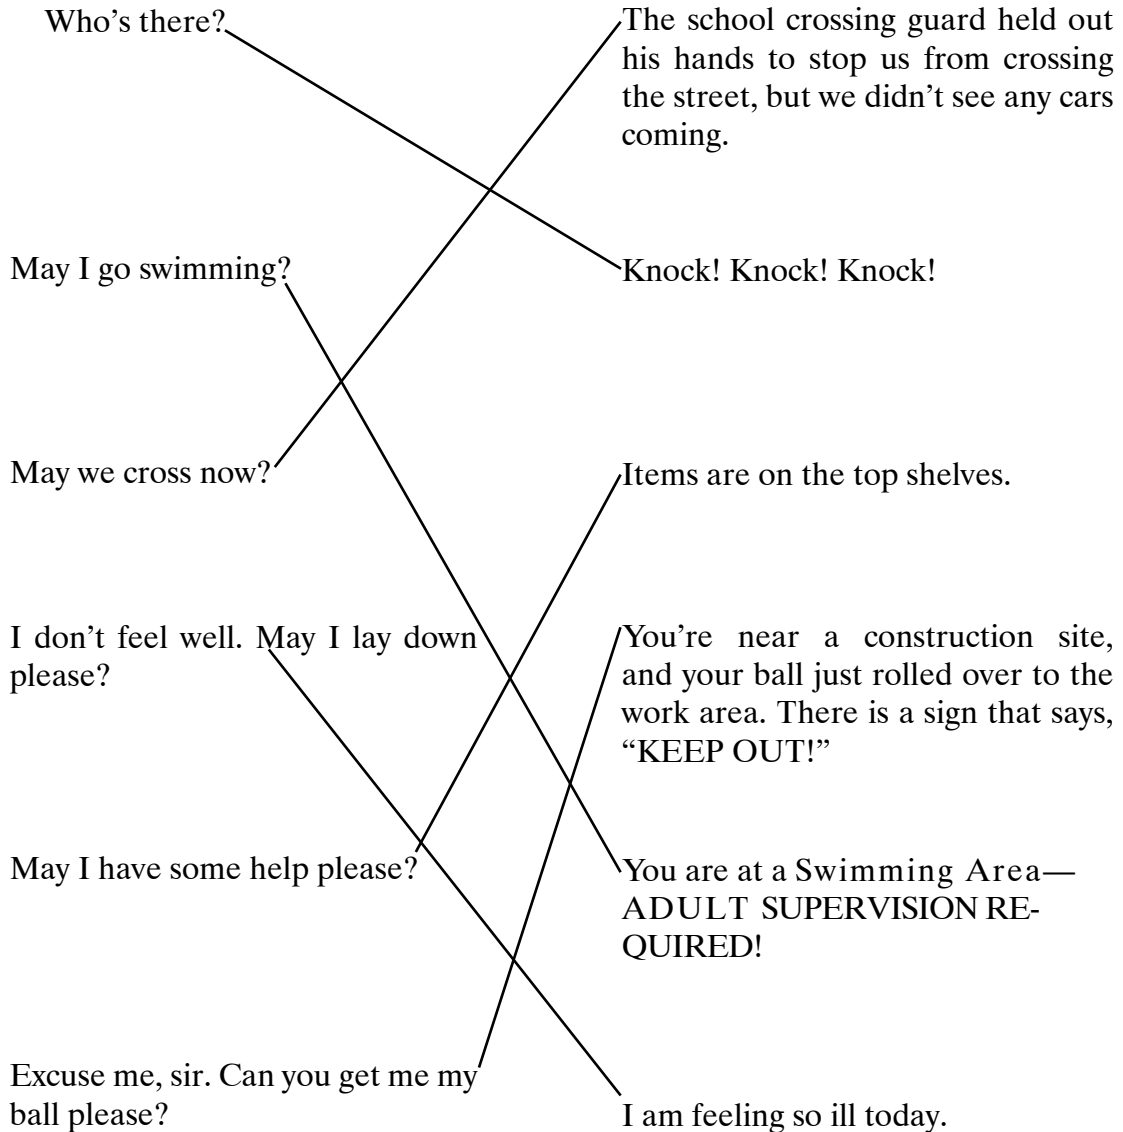 Who's there?
The school crossing guard held out
his hands to stop us from crossing
the street, but we didn't see any cars
coming.
May I go swimming?
Knock! Knock! Knock!
May we cross now?
Items are on the top shelves.
I don't feel well. May I lay down
please?
You're near a construction site,
and your ball just rolled over to the
work area. There is a sign that says,
“KEEP OUT!”
May I have some help please?
You are at a Swimming Area—
ADULT SUPERVISION RE-
QUIRED!
Excuse me, sir. Can you get me my
ball please?
I am feeling so ill today.